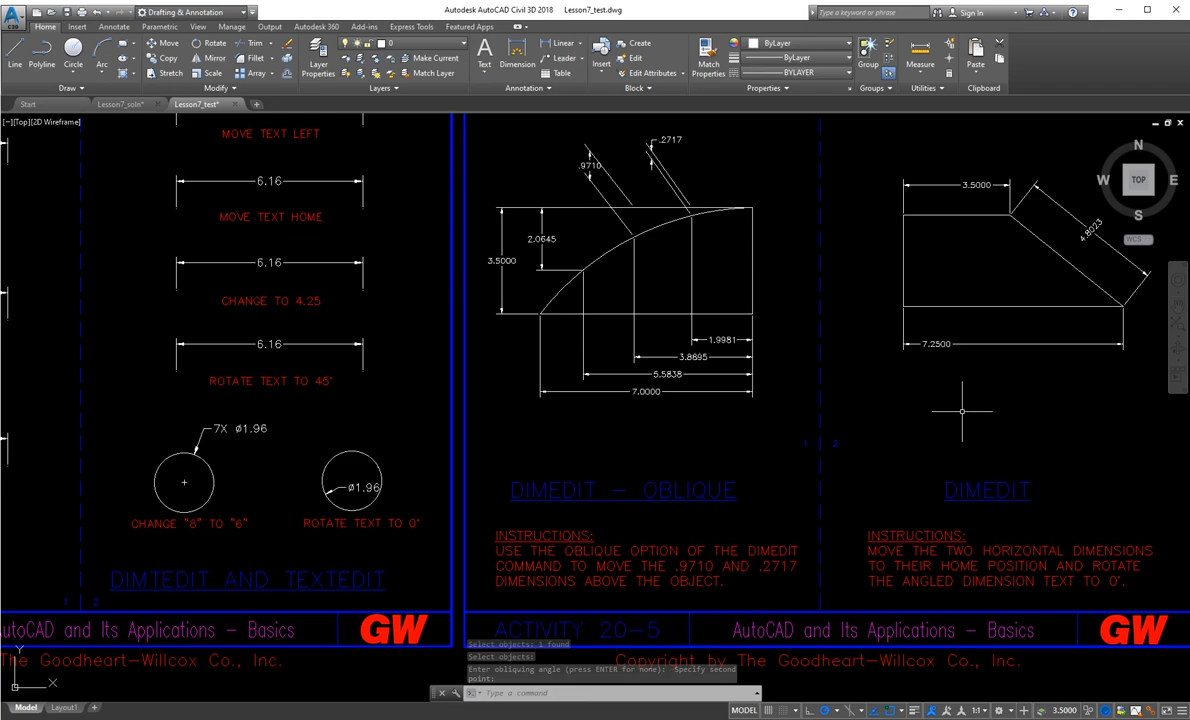 Autodesk AutoCAD Civil 3D 2018    Lesson7_test.dwg
Drafting & Annotation
Type a keyword or phrase
Sign In
Home Insert Annotate Parametric View Manage Output Autodesk 360 Add-ins Express Tools Featured Apps
Line Polyline Circle Arc
Move Rotate Trim
Copy Mirror Fillet
Stretch Scale Array
Layer Properties
0
Make Current
Match Layer
Text Dimension
Linear
Leader
Table
Insert
Create
Edit
Edit Attributes
Match Properties
ByLayer
ByLayer
BYLAYER
Group
Measure
Paste
Draw Modify Layers Annotation Block Properties Groups Utilities Clipboard
Start Lesson7_soln* Lesson7_test*
[−][Top][2D Wireframe]
N
W TOP E
S
WCS
MOVE TEXT LEFT
6.16
MOVE TEXT HOME
6.16
CHANGE TO 4.25
6.16
ROTATE TEXT TO 45°
7X Ø1.96
Ø1.96
CHANGE "8" TO "6"
ROTATE TEXT TO 0°
DIMTEDIT AND TEXTEDIT
1 2
.2717
.9710
2.0645
3.5000
1.9981
3.8695
5.5838
7.0000
1 2
DIMEDIT - OBLIQUE
INSTRUCTIONS:
USE THE OBLIQUE OPTION OF THE DIMEDIT
COMMAND TO MOVE THE .9710 AND .2717
DIMENSIONS ABOVE THE OBJECT.
3.5000
4.8023
7.2500
DIMEDIT
INSTRUCTIONS:
MOVE THE TWO HORIZONTAL DIMENSIONS
TO THEIR HOME POSITION AND ROTATE
THE ANGLED DIMENSION TEXT TO 0°.
utoCAD and Its Applications - Basics
GW
ACTIVITY 20-5
AutoCAD and Its Applications - Basics
GW
The Goodheart-Willcox Co., Inc.
Copyright by The Goodheart-Willcox Co., Inc.
Select objects: 1 found
Select objects:
Enter obliquing angle (press ENTER for none): Specify second
point:
Type a command
Y
X
Model Layout1
MODEL
1:1
3.5000